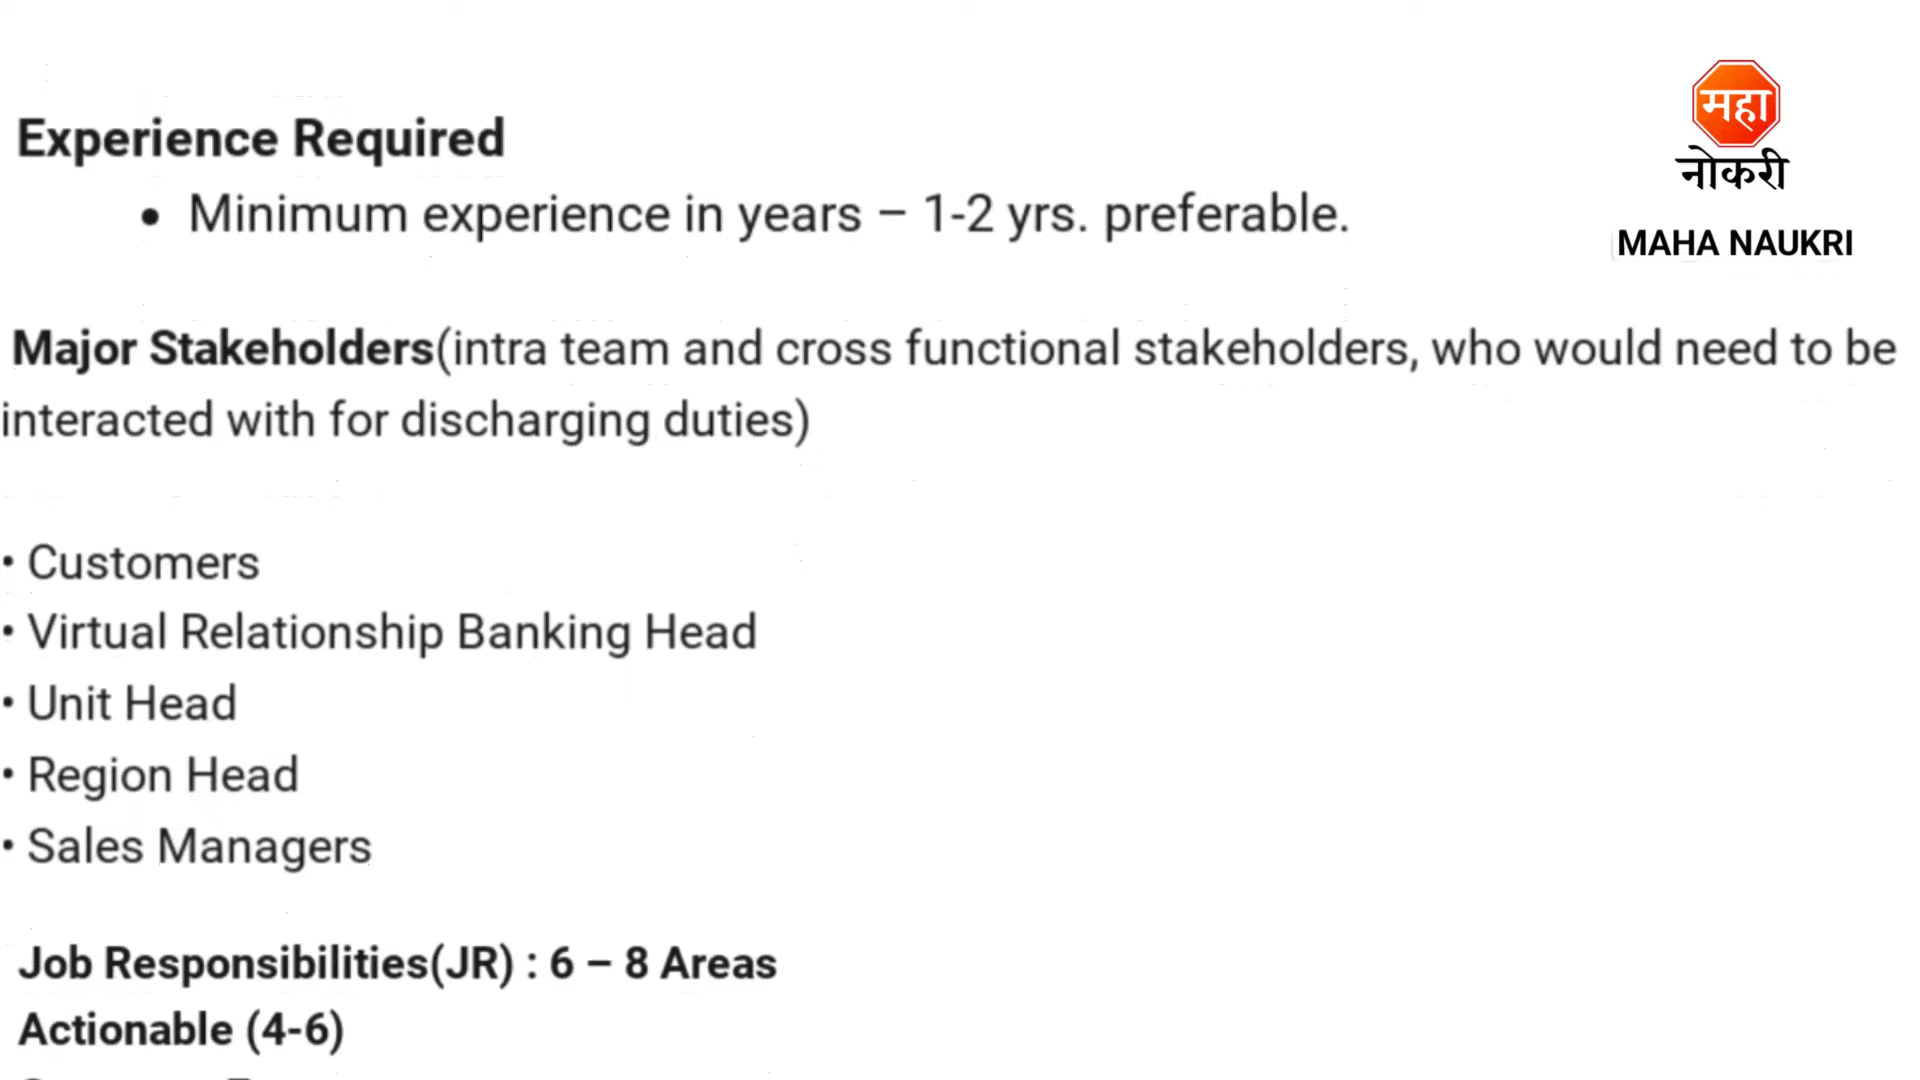 महा
नोकरी
MAHA NAUKRI
Experience Required
• Minimum experience in years – 1-2 yrs. preferable.
Major Stakeholders(intra team and cross functional stakeholders, who would need to be
interacted with for discharging duties)
• Customers
• Virtual Relationship Banking Head
• Unit Head
• Region Head
• Sales Managers
Job Responsibilities(JR) : 6 – 8 Areas
Actionable (4-6)